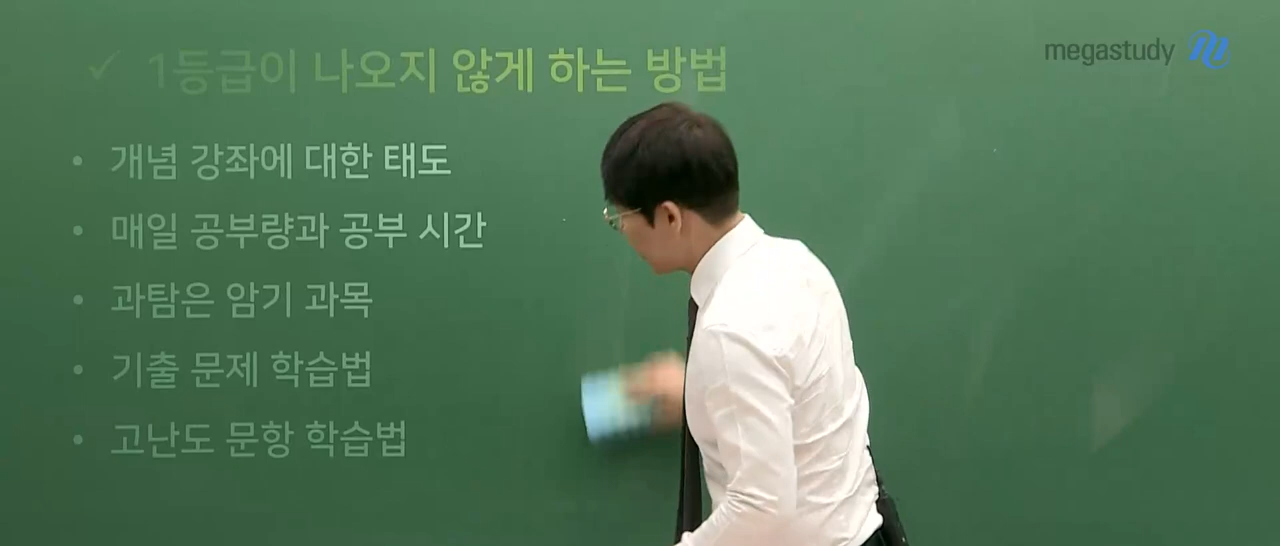 ✓ 1등급이 나오지 않게 하는 방법
megastudy
• 개념 강좌에 대한 태도
• 매일 공부량과 공부 시간
• 과탐은 암기 과목
• 기출 문제 학습법
• 고난도 문항 학습법